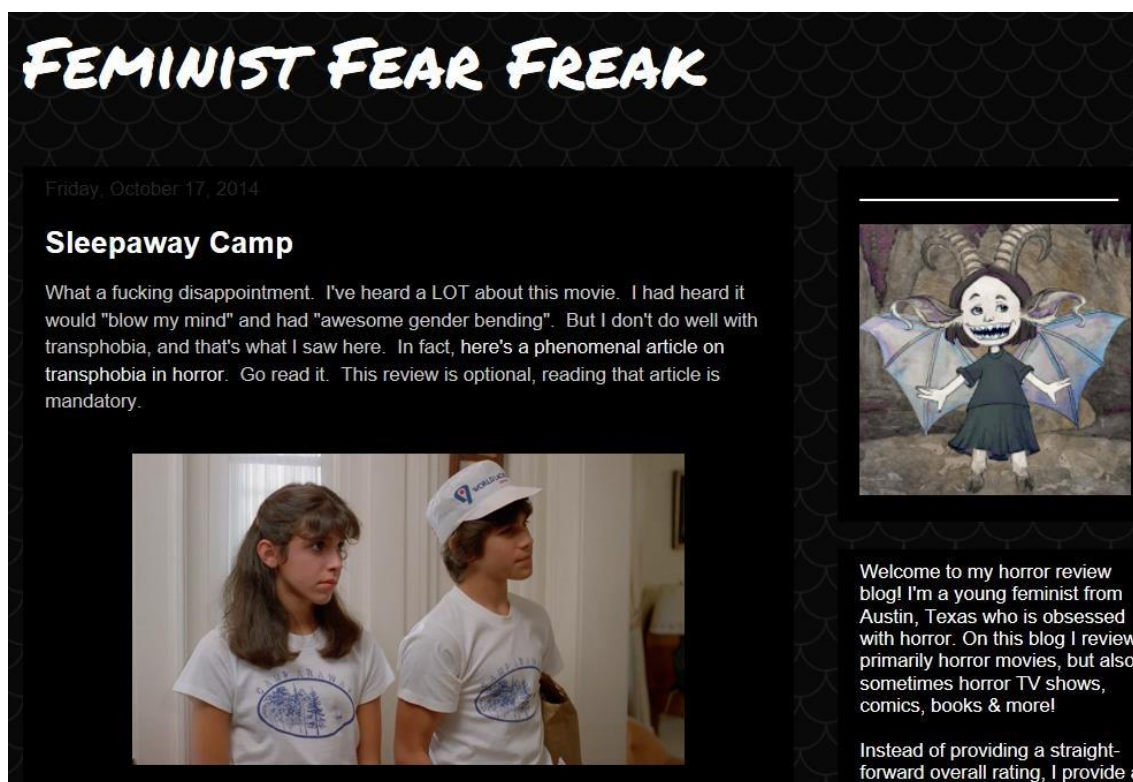 FEMINIST FEAR FREAK
Friday, October 17, 2014
Sleepaway Camp
What a fucking disappointment.  I've heard a LOT about this movie.  I had heard it
would "blow my mind" and had "awesome gender bending".  But I don't do well with
transphobia, and that's what I saw here.  In fact, here's a phenomenal article on
transphobia in horror.  Go read it.  This review is optional, reading that article is
mandatory.
Welcome to my horror review
blog! I'm a young feminist from
Austin, Texas who is obsessed
with horror. On this blog I review
primarily horror movies, but also
sometimes horror TV shows,
comics, books & more!
Instead of providing a straight-
forward overall rating, I provide a